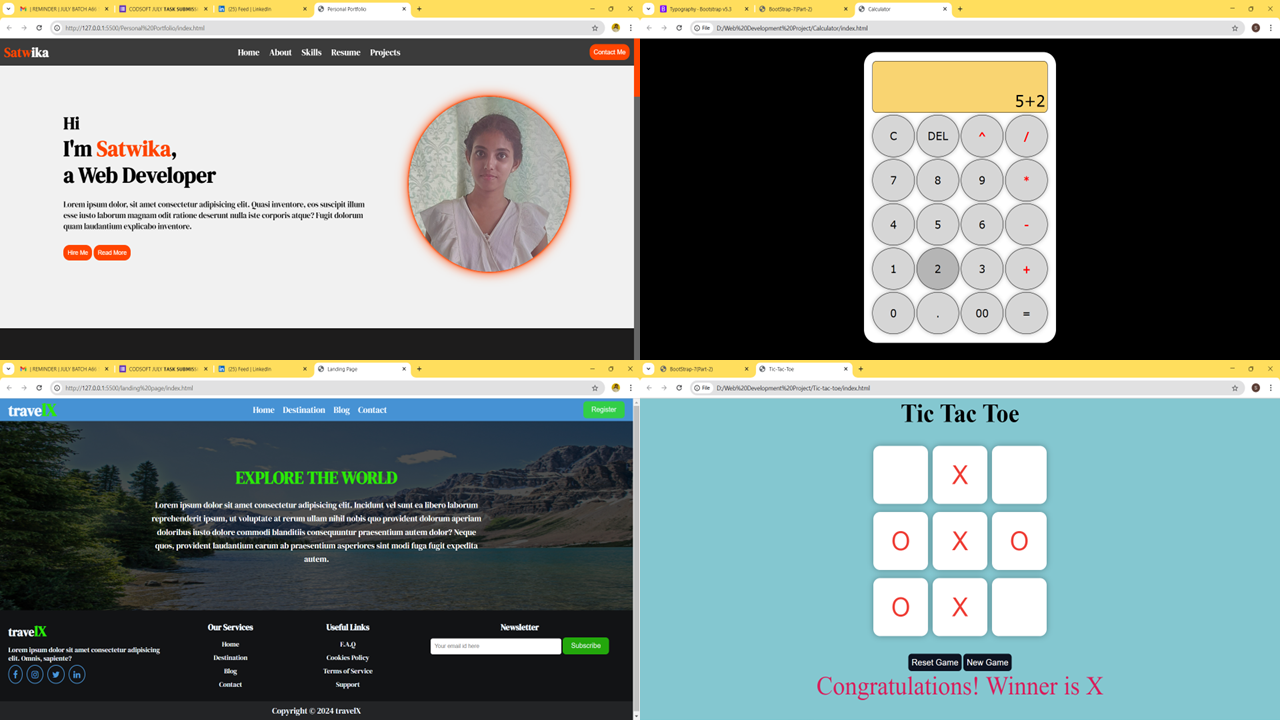 [ REMINDER ] JULY BATCH AI
CODSOFT JULY TASK SUBMISS
(25) Feed | LinkedIn
Personal Portfolio
http://127.0.0.1:5500/Personal%20Portfolio/index.html
Satwika
Home About Skills Resume Projects
Contact Me
Hi
I'm Satwika,
a Web Developer
Lorem ipsum dolor, sit amet consectetur adipisicing elit. Quasi inventore, eos suscipit illum
esse iusto laborum magnam odit ratione deserunt nulla iste corporis atque? Fugit dolorum
quam laudantium explicabo inventore.
Hire Me Read More
Typography · Bootstrap v5.3
BootStrap-7(Part-2)
Calculator
File D:/Web%20Development%20Project/Calculator/index.html
5+2
C DEL ^ /
7 8 9 *
4 5 6 -
1 2 3 +
0 . 00 =
[ REMINDER ] JULY BATCH AI
CODSOFT JULY TASK SUBMISS
(25) Feed | LinkedIn
Landing Page
http://127.0.0.1:5500/landing%20page/index.html
travelX
Home Destination Blog Contact
Register
EXPLORE THE WORLD
Lorem ipsum dolor sit amet consectetur adipisicing elit. Incidunt vel sunt ea libero laborum
reprehenderit ipsum, ut voluptate at rerum ullam nihil nobis quo provident dolorum aperiam
doloribus iusto dolore commodi blanditiis consequuntur praesentium autem dolor? Neque
quos, provident laudantium earum ab praesentium asperiores sint modi fuga fugit expedita
autem.
travelX
Lorem ipsum dolor sit amet consectetur adipisicing
elit. Omnis, sapiente?
Our Services
Home
Destination
Blog
Contact
Useful Links
F.A.Q
Cookies Policy
Terms of Service
Support
Newsletter
Your email id here
Subscribe
Copyright © 2024 travelX
BootStrap-7(Part-2)
Tic-Tac-Toe
File D:/Web%20Development%20Project/Tic-tac-toe/index.html
Tic Tac Toe
X
O X O
O X
Reset Game New Game
Congratulations! Winner is X